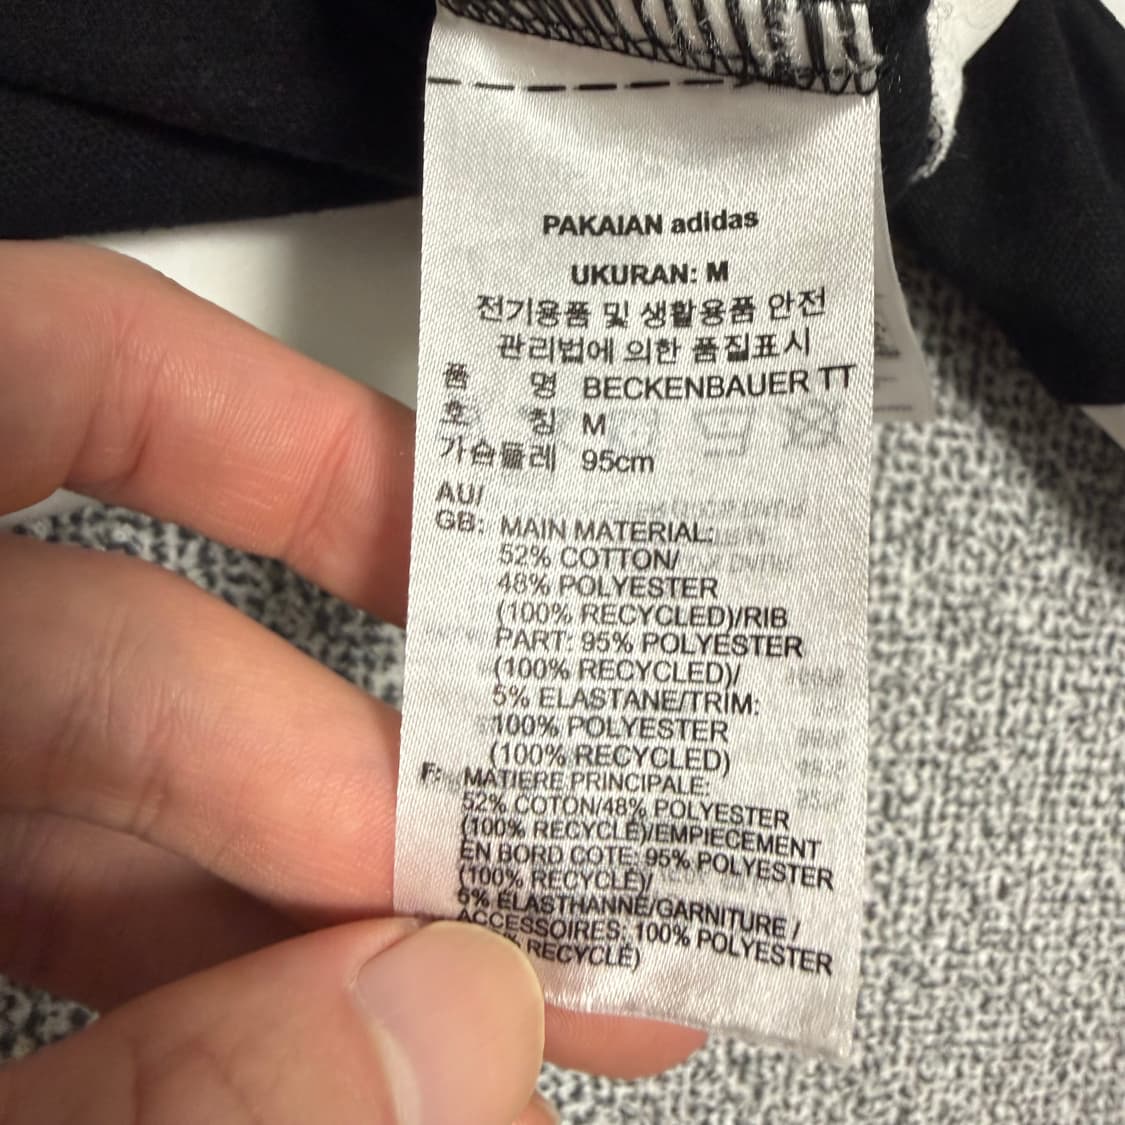 PAKAIAN adidas
UKURAN: M
전기용품 및 생활용품 안전
관리법에 의한 품질표시
품 명 BECKENBAUER TT
호 칭 M
가슴둘레 95cm
AU/
GB: MAIN MATERIAL:
52% COTTON/
48% POLYESTER
(100% RECYCLED)/RIB
PART: 95% POLYESTER
(100% RECYCLED)/
5% ELASTANE/TRIM:
100% POLYESTER
(100% RECYCLED)
F: MATIERE PRINCIPALE:
52% COTON/48% POLYESTER
(100% RECYCLÉ)/EMPIECEMENT
EN BORD COTE: 95% POLYESTER
(100% RECYCLÉ)/
5% ELASTHANNE/GARNITURE /
ACCESSOIRES: 100% POLYESTER
% RECYCLÉ)